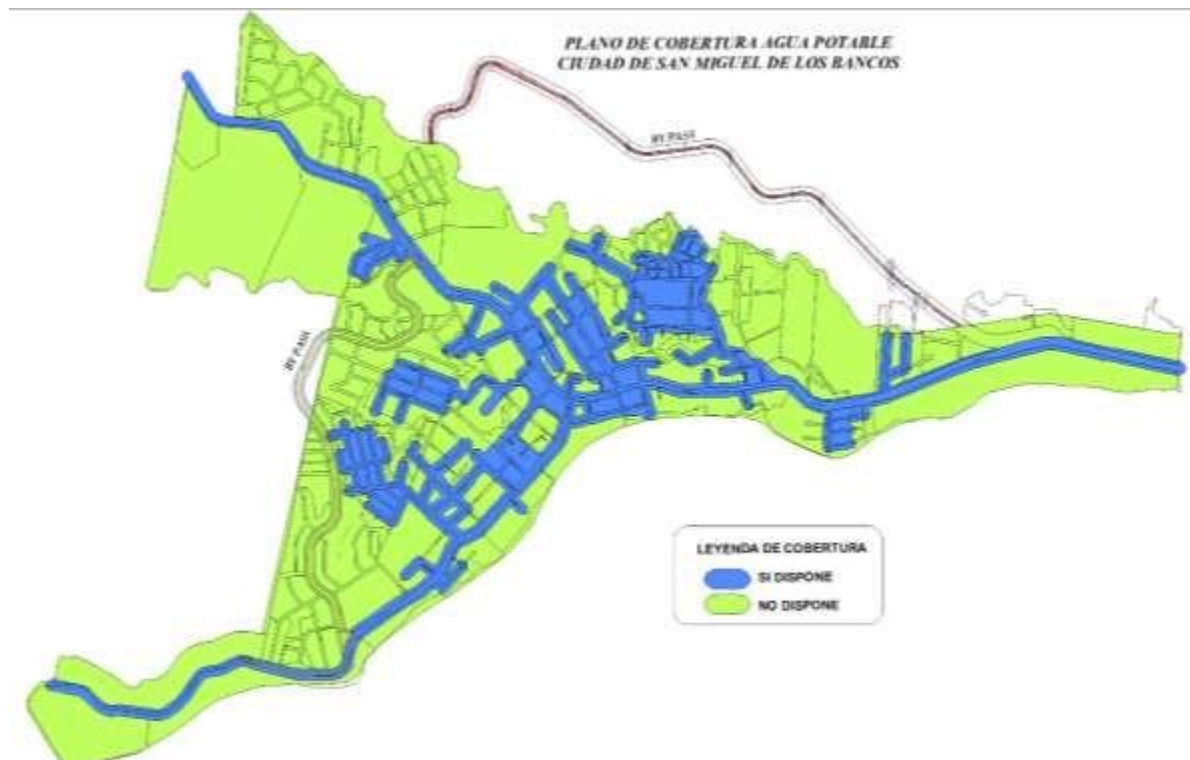 PLANO DE COBERTURA AGUA POTABLE
CIUDAD DE SAN MIGUEL DE LOS BANCOS
BY PASS
BY PASS
LEYENDA DE COBERTURA
SI DISPONE
NO DISPONE